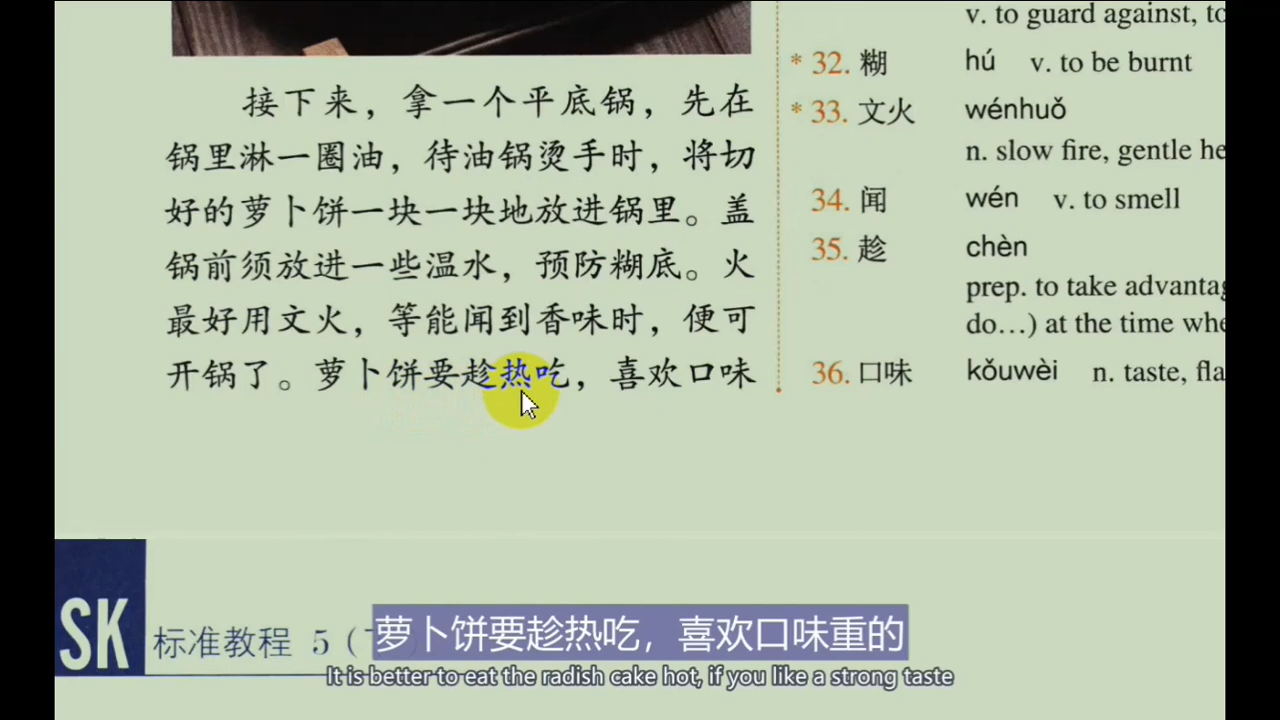 接下来，拿一个平底锅，先在
锅里淋一圈油，待油锅烫手时，将切
好的萝卜饼一块一块地放进锅里。盖
锅前须放进一些温水，预防糊底。火
最好用文火，等能闻到香味时，便可
开锅了。萝卜饼要趁热吃，喜欢口味
v. to guard against, to
* 32. 糊 hú v. to be burnt
* 33. 文火 wénhuǒ
n. slow fire, gentle he
34. 闻 wén v. to smell
35. 趁 chèn
prep. to take advantag
do…) at the time whe
36. 口味 kǒuwèi n. taste, fla
SK 标准教程 5
萝卜饼要趁热吃，喜欢口味重的
It is better to eat the radish cake hot, if you like a strong taste